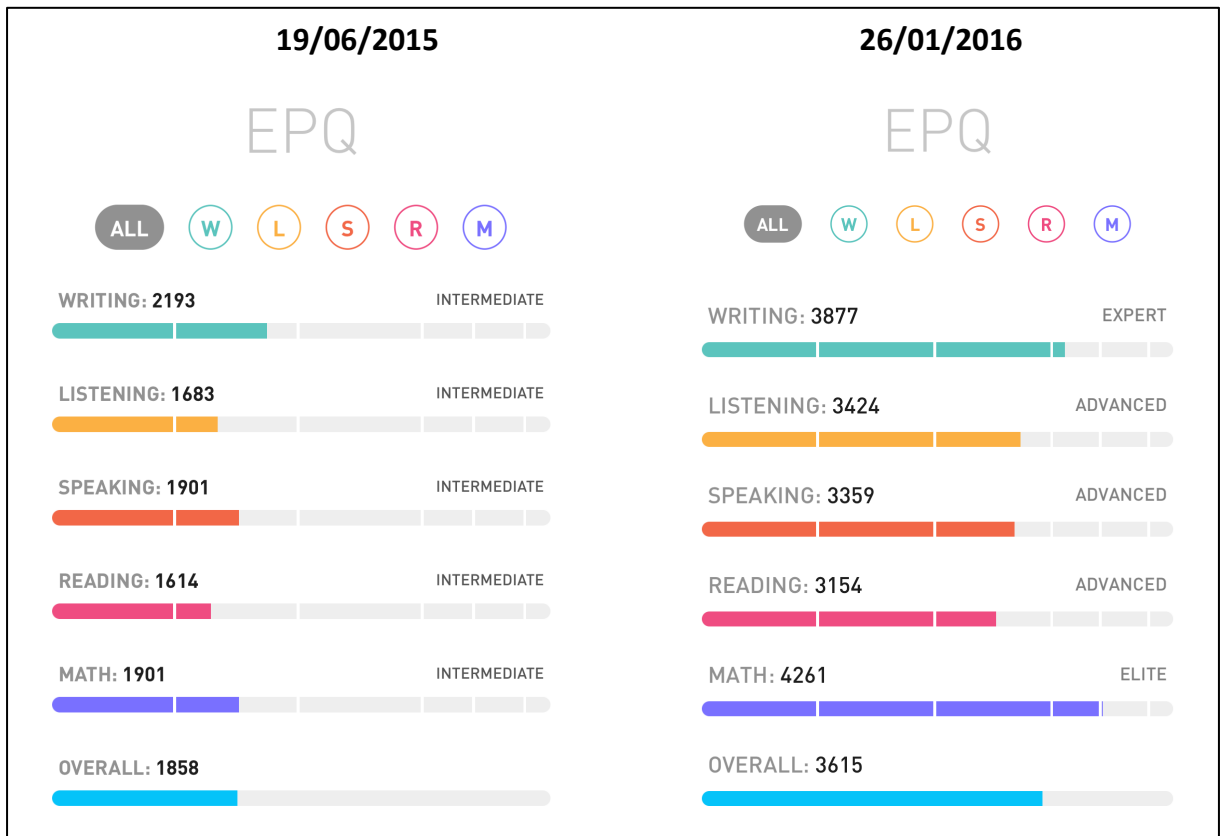 19/06/2015
EPQ
ALL W L S R M
WRITING: 2193 INTERMEDIATE
LISTENING: 1683 INTERMEDIATE
SPEAKING: 1901 INTERMEDIATE
READING: 1614 INTERMEDIATE
MATH: 1901 INTERMEDIATE
OVERALL: 1858
26/01/2016
EPQ
ALL W L S R M
WRITING: 3877 EXPERT
LISTENING: 3424 ADVANCED
SPEAKING: 3359 ADVANCED
READING: 3154 ADVANCED
MATH: 4261 ELITE
OVERALL: 3615